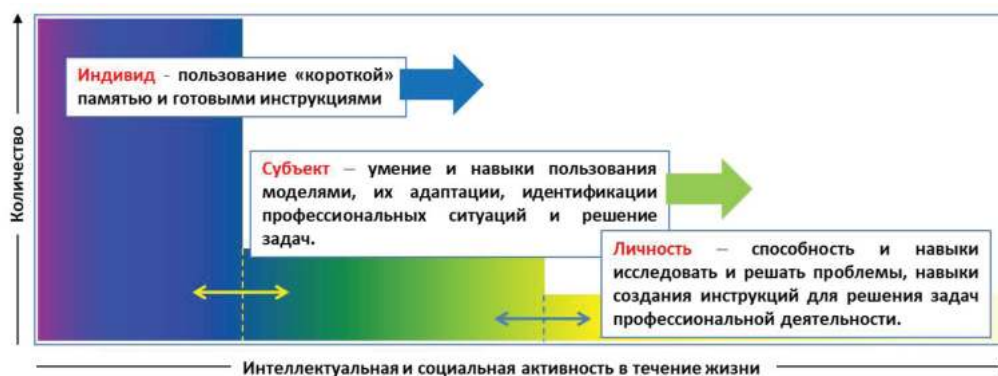 Количество
Индивид - пользование «короткой»
памятью и готовыми инструкциями
Субъект – умение и навыки пользования
моделями, их адаптации, идентификации
профессиональных ситуаций и решение
задач.
Личность – способность и навыки
исследовать и решать проблемы, навыки
создания инструкций для решения задач
профессиональной деятельности.
Интеллектуальная и социальная активность в течение жизни